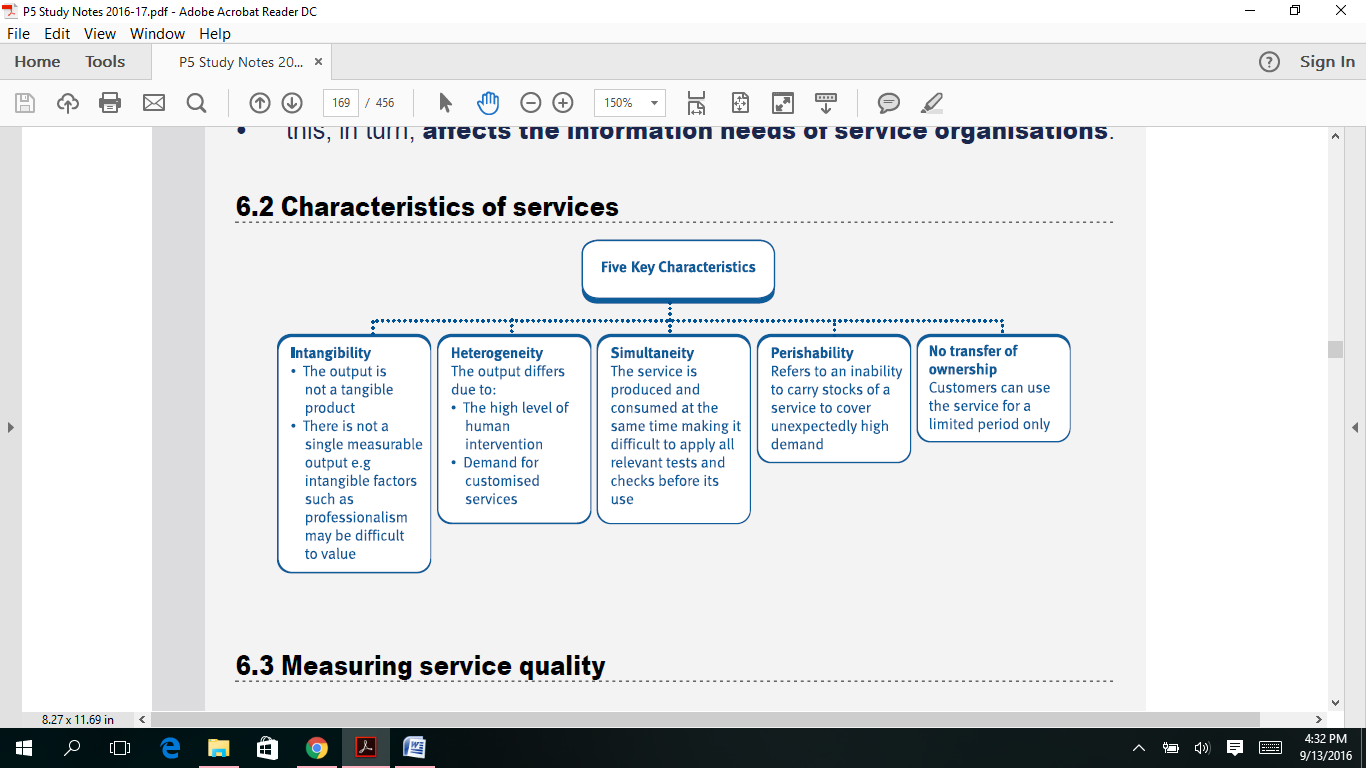 P5 Study Notes 2016-17.pdf - Adobe Acrobat Reader DC
File Edit View Window Help
Home Tools P5 Study Notes 20... × ? Sign In
169 / 456 150%
• this, in turn, affects the information needs of service organisations.
6.2 Characteristics of services
Five Key Characteristics
Intangibility
• The output is
not a tangible
product
• There is not a
single measurable
output e.g
intangible factors
such as
professionalism
may be difficult
to value
Heterogeneity
The output differs
due to:
• The high level of
human
intervention
• Demand for
customised
services
Simultaneity
The service is
produced and
consumed at the
same time making it
difficult to apply all
relevant tests and
checks before its
use
Perishability
Refers to an inability
to carry stocks of a
service to cover
unexpectedly high
demand
No transfer of
ownership
Customers can use
the service for a
limited period only
6.3 Measuring service quality
8.27 x 11.69 in
4:32 PM
9/13/2016